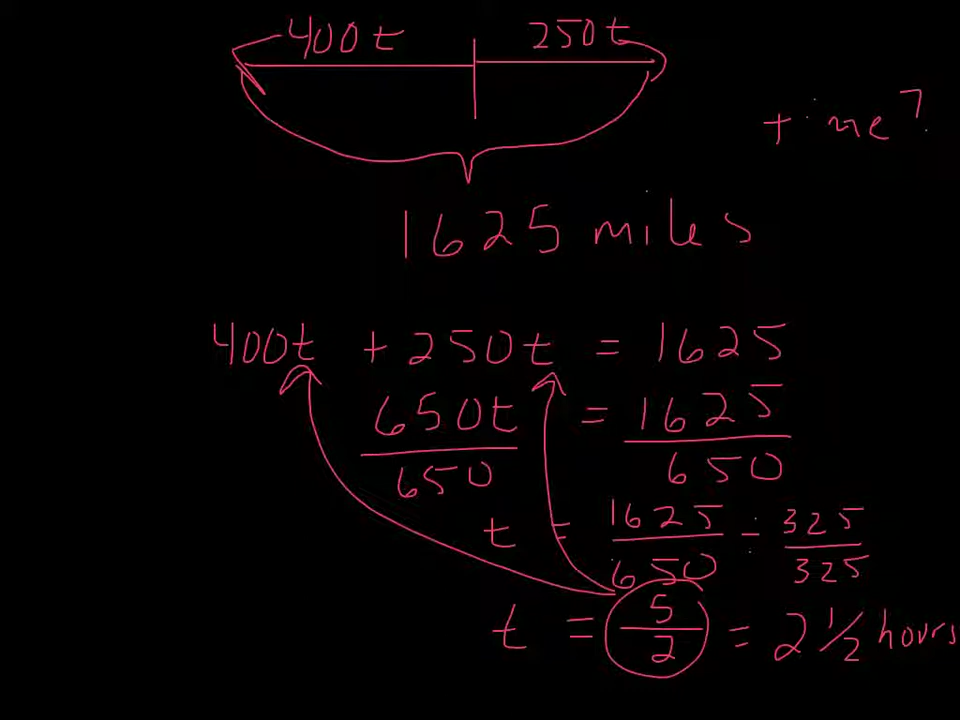 400t 250t
time?
1625 miles
400t + 250t = 1625
650t = 1625
650 650
t = 1625 ÷ 325
650 325
t = 5/2 = 2 1/2 hours